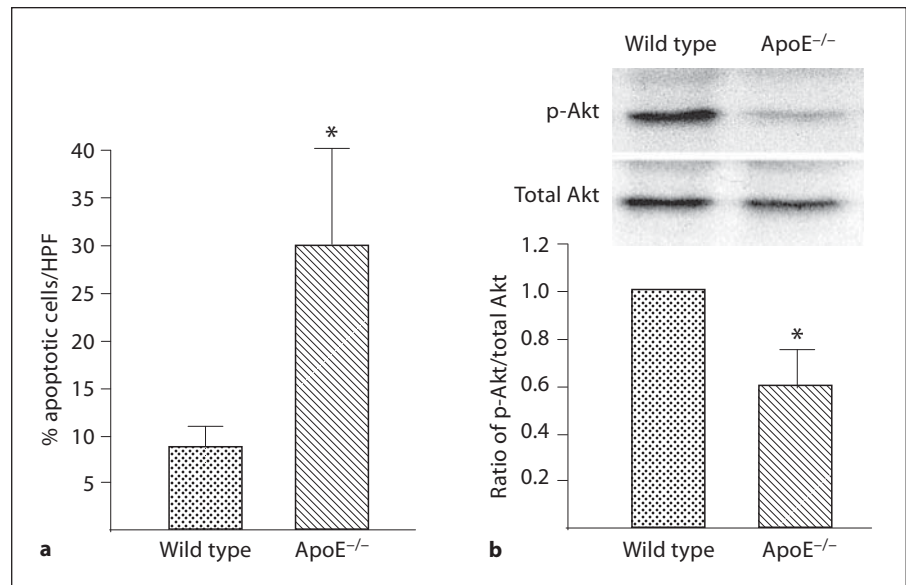 *
40
35
30
25
20
15
10
5
% apoptotic cells/HPF
Wild type ApoE–/–
a
Wild type ApoE–/–
p-Akt
Total Akt
1.2
1.0
0.8
0.6
0.4
0.2
*
Ratio of p-Akt/total Akt
Wild type ApoE–/–
b